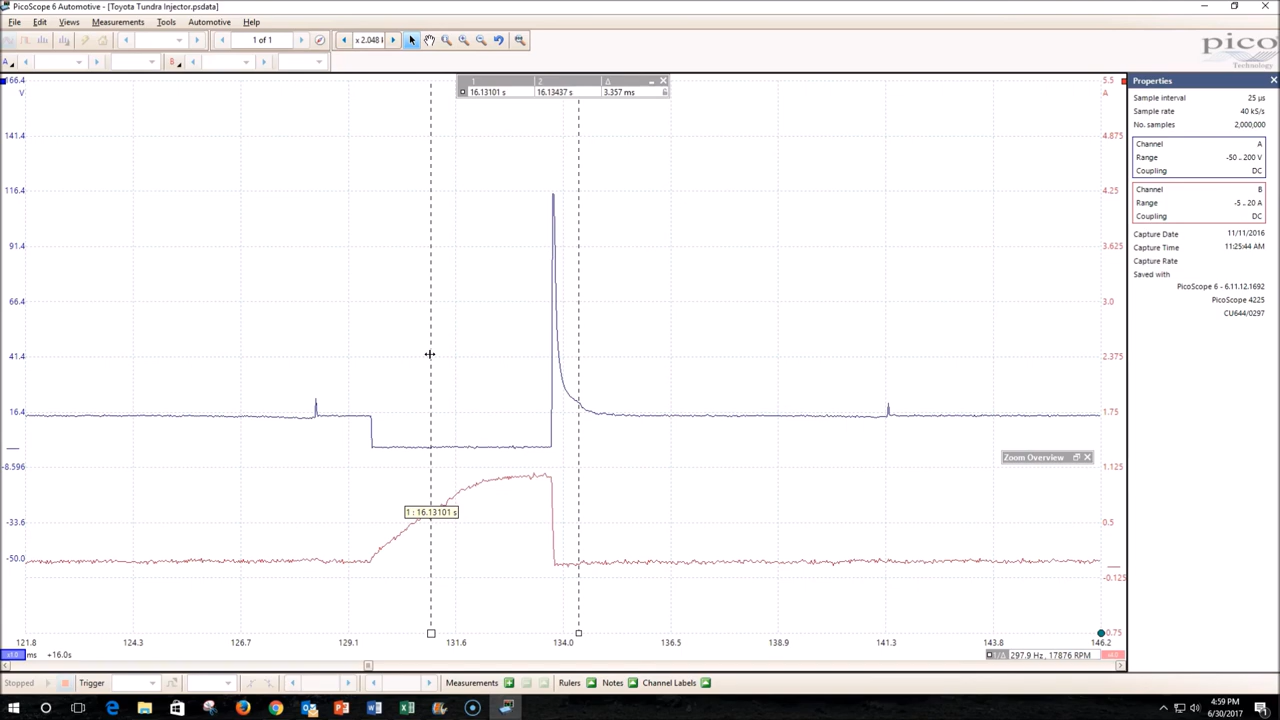 PicoScope 6 Automotive - [Toyota Tundra Injector.psdata]
File Edit Views Measurements Tools Automotive Help
1 of 1 x 2.048
pico
Technology
A B
1 2 Δ
16.13101 s 16.13437 s 3.357 ms
166.4
V
141.4
116.4
91.4
66.4
41.4
16.4
-8.596
-33.6
-50.0
5.5
A
4.875
4.25
3.625
3.0
2.375
1.75
1.125
0.5
-0.125
-0.75
Zoom Overview
1 : 16.13101 s
121.8 124.3 126.7 129.1 131.6 134.0 136.5 138.9 141.3 143.8 146.2
x1.0 ms +16.0s
1/Δ 297.9 Hz, 17876 RPM x4.0
Properties
Sample interval 25 µs
Sample rate 40 kS/s
No. samples 2,000,000
Channel A
Range -50 .. 200 V
Coupling DC
Channel B
Range -5 .. 20 A
Coupling DC
Capture Date 11/11/2016
Capture Time 11:25:44 AM
Capture Rate
Saved with
PicoScope 6 - 6.11.12.1692
PicoScope 4225
CU644/0297
Stopped Trigger Measurements Rulers Notes Channel Labels
4:59 PM
6/30/2017